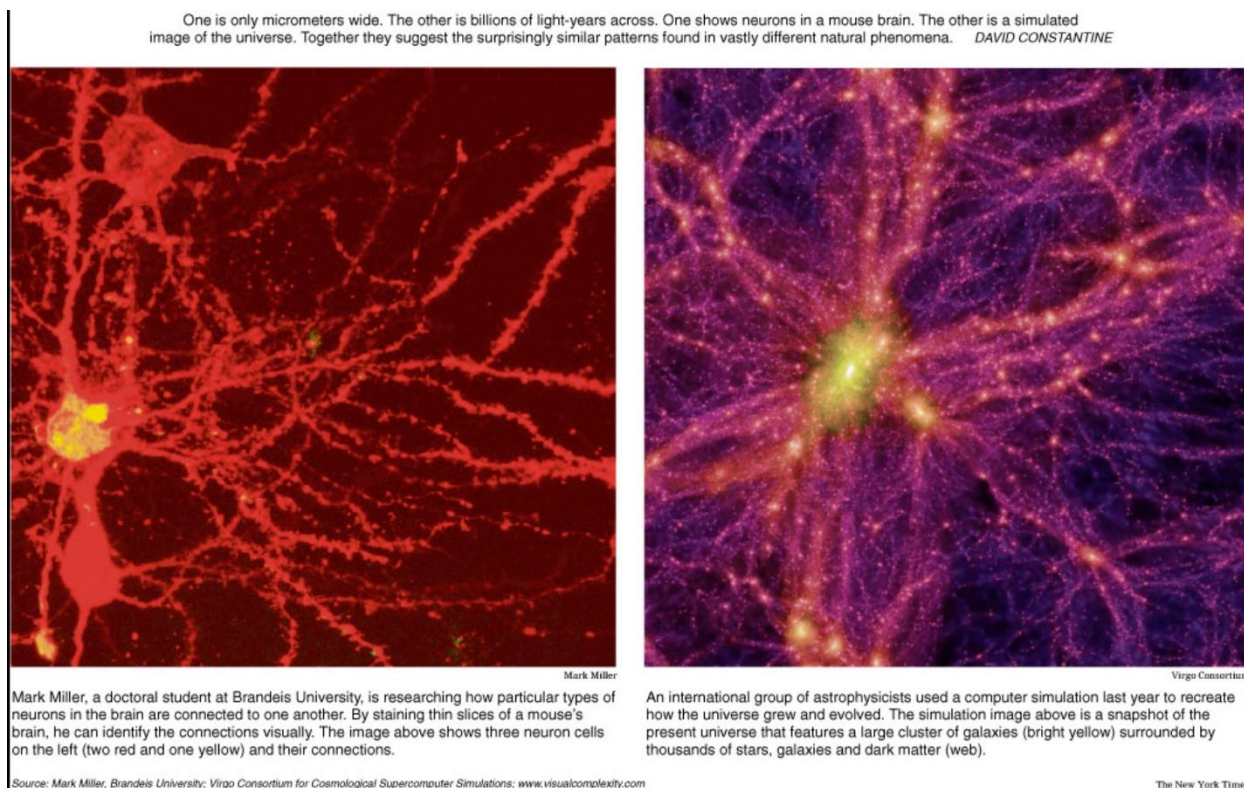 One is only micrometers wide. The other is billions of light-years across. One shows neurons in a mouse brain. The other is a simulated
image of the universe. Together they suggest the surprisingly similar patterns found in vastly different natural phenomena. DAVID CONSTANTINE
Mark Miller
Mark Miller, a doctoral student at Brandeis University, is researching how particular types of
neurons in the brain are connected to one another. By staining thin slices of a mouse's
brain, he can identify the connections visually. The image above shows three neuron cells
on the left (two red and one yellow) and their connections.
Virgo Consortium
An international group of astrophysicists used a computer simulation last year to recreate
how the universe grew and evolved. The simulation image above is a snapshot of the
present universe that features a large cluster of galaxies (bright yellow) surrounded by
thousands of stars, galaxies and dark matter (web).
Source: Mark Miller, Brandeis University; Virgo Consortium for Cosmological Supercomputer Simulations; www.visualcomplexity.com
The New York Time